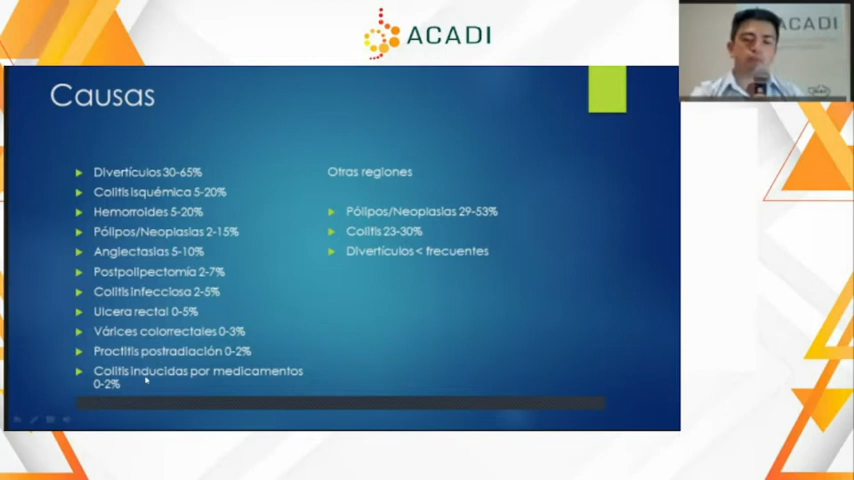 ACADI
ACADI
Causas
Divertículos 30-65%
Colitis isquémica 5-20%
Hemorroides 5-20%
Pólipos/Neoplasias 2-15%
Angiectasias 5-10%
Postpolipectomía 2-7%
Colitis infecciosa 2-5%
Ulcera rectal 0-5%
Várices colorrectales 0-3%
Proctitis postradiación 0-2%
Colitis inducidas por medicamentos
0-2%
Otras regiones
Pólipos/Neoplasias 29-53%
Colitis 23-30%
Divertículos < frecuentes